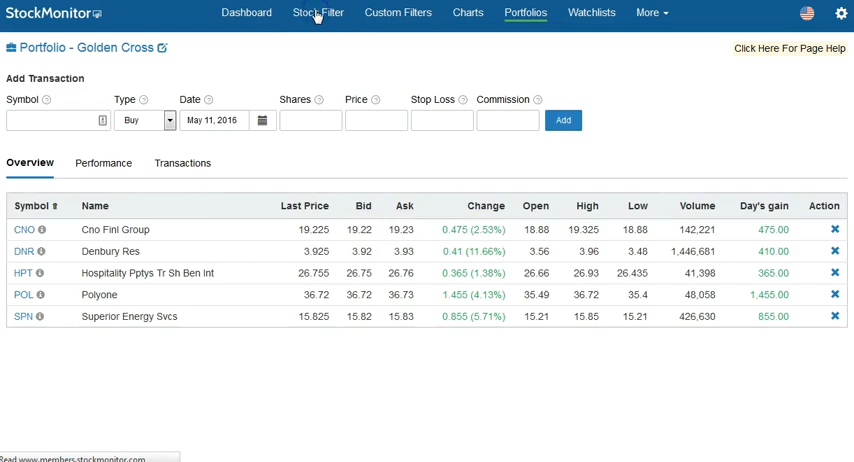 StockMonitor Dashboard Stock Filter Custom Filters Charts Portfolios Watchlists More
Portfolio - Golden Cross Click Here For Page Help
Add Transaction
Symbol Type Date Shares Price Stop Loss Commission
Buy May 11, 2016 Add
Overview Performance Transactions
Symbol Name Last Price Bid Ask Change Open High Low Volume Day's gain Action
CNO Cno Finl Group 19.225 19.22 19.23 0.475 (2.53%) 18.88 19.325 18.88 142,221 475.00
DNR Denbury Res 3.925 3.92 3.93 0.41 (11.66%) 3.56 3.96 3.48 1,446,681 410.00
HPT Hospitality Pptys Tr Sh Ben Int 26.755 26.75 26.76 0.365 (1.38%) 26.66 26.93 26.435 41,398 365.00
POL Polyone 36.72 36.72 36.73 1.455 (4.13%) 35.49 36.72 35.4 48,058 1,455.00
SPN Superior Energy Svcs 15.825 15.82 15.83 0.855 (5.71%) 15.21 15.85 15.21 426,630 855.00
Read www.members.stockmonitor.com